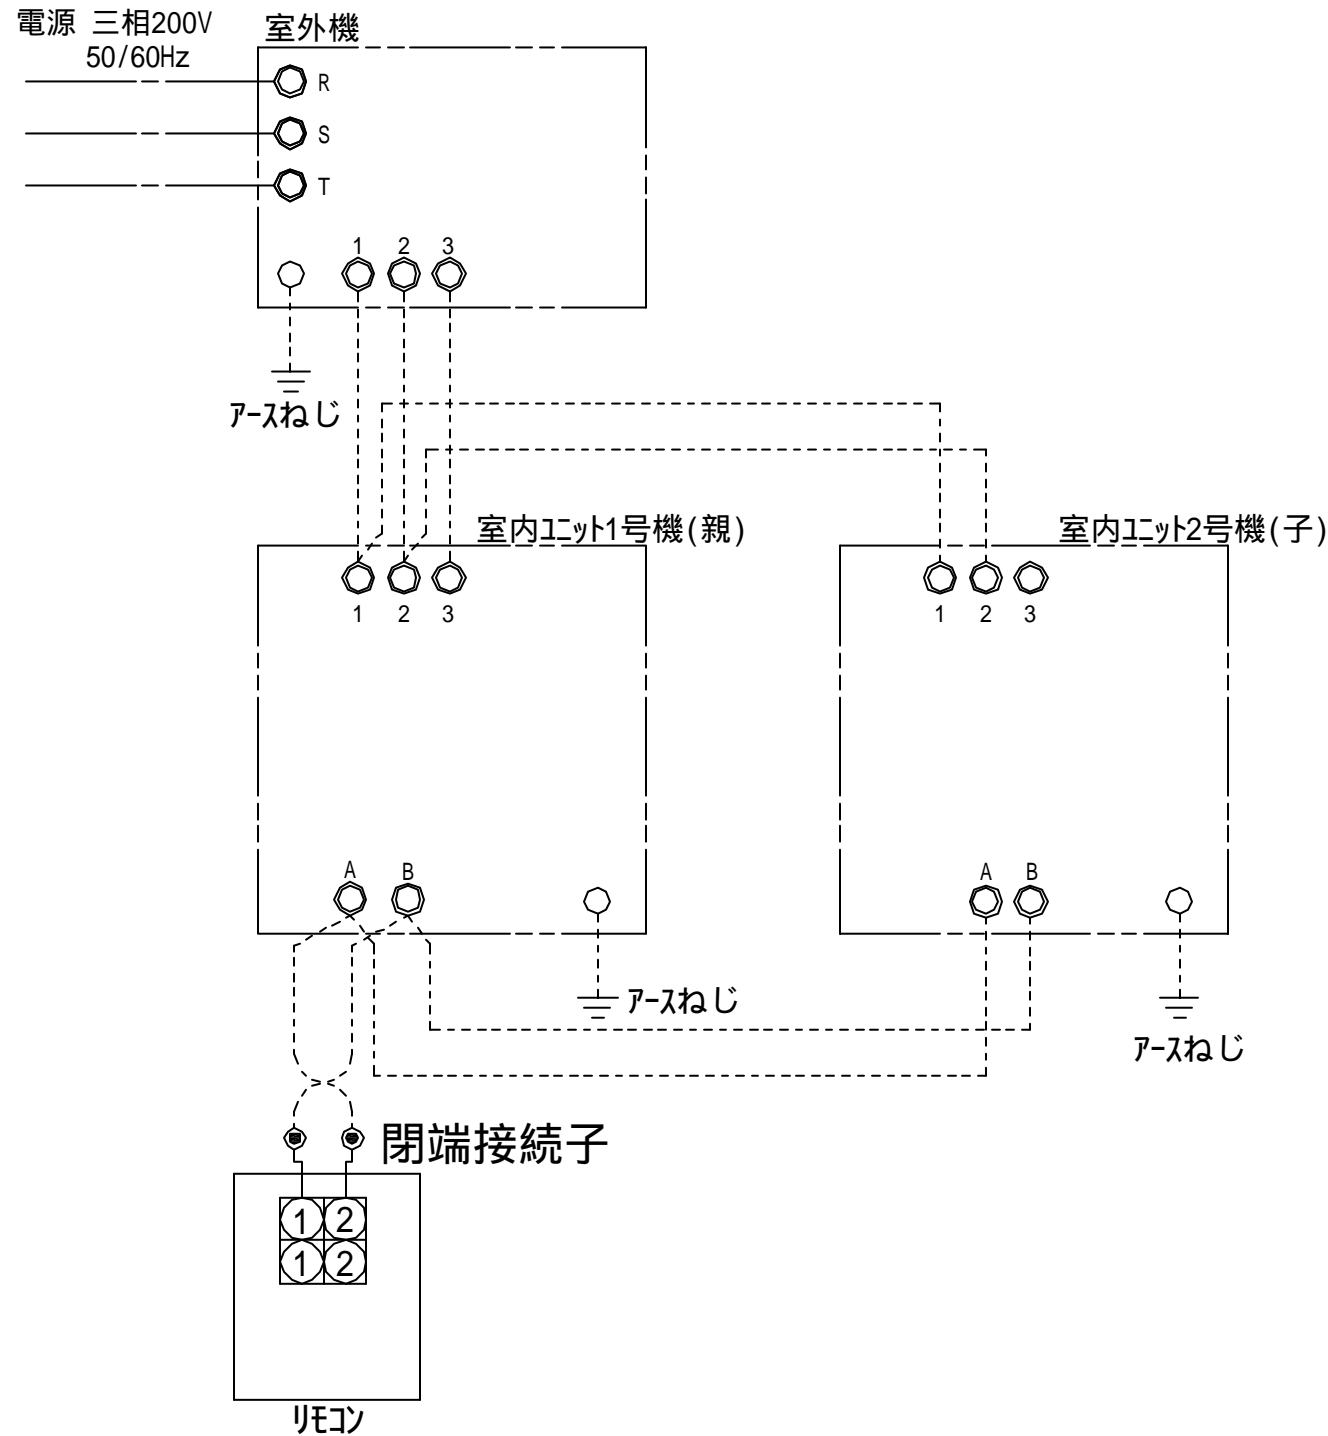 電源 三相200V
50/60Hz
室外機
R
S
T
1 2 3
ｱｰｽねじ
室内ﾕﾆｯﾄ1号機(親)
1 2 3
室内ﾕﾆｯﾄ2号機(子)
1 2 3
A B
ｱｰｽねじ
A B
ｱｰｽねじ
閉端接続子
1 2
1 2
ﾘﾓｺﾝ